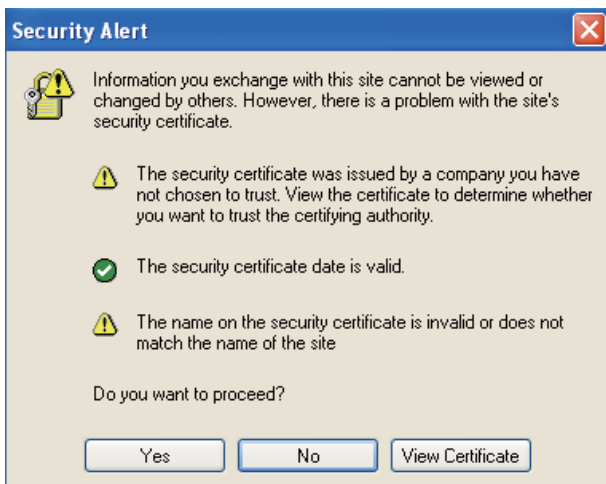 Security Alert
Information you exchange with this site cannot be viewed or
changed by others. However, there is a problem with the site's
security certificate.
The security certificate was issued by a company you have
not chosen to trust. View the certificate to determine whether
you want to trust the certifying authority.
The security certificate date is valid.
The name on the security certificate is invalid or does not
match the name of the site
Do you want to proceed?
Yes No View Certificate